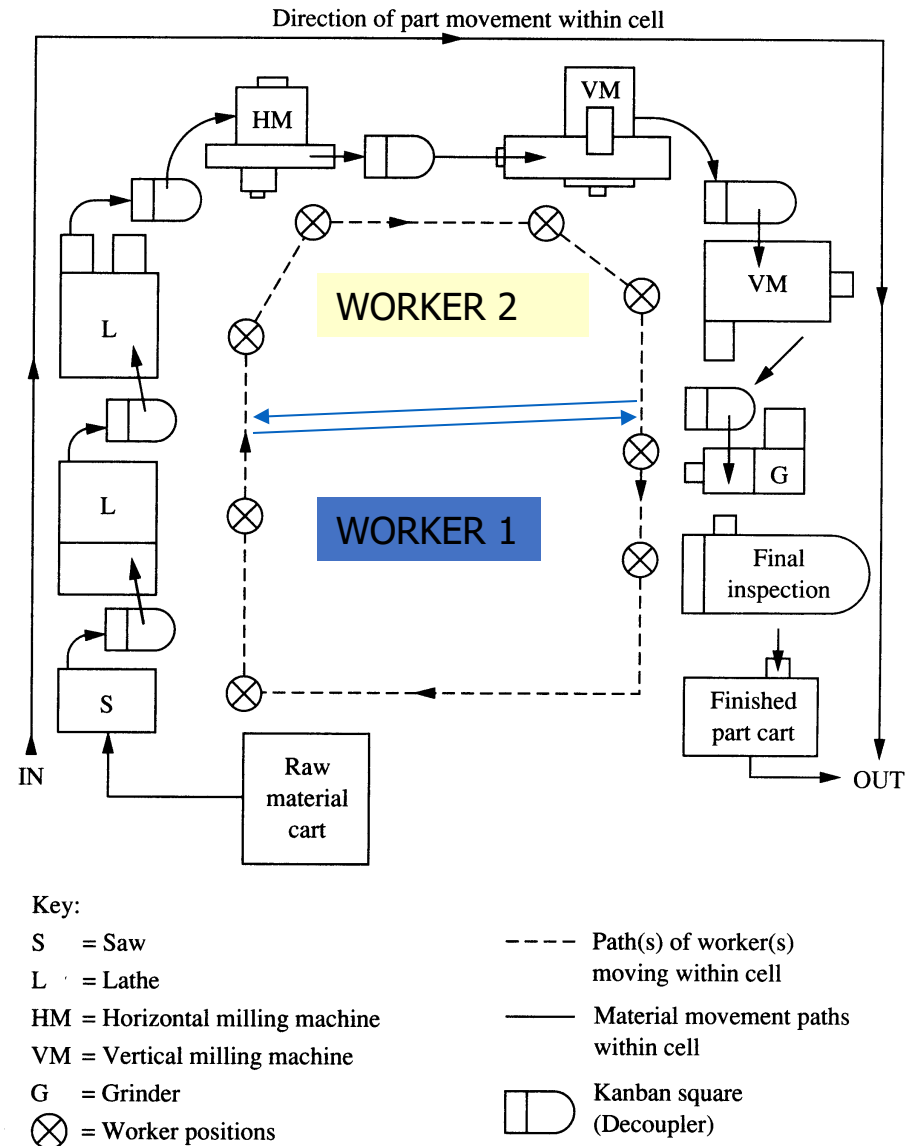 Direction of part movement within cell
HM
VM
L
WORKER 2
VM
L
WORKER 1
G
Final
inspection
S
Finished
part cart
IN
Raw
material
cart
OUT
Key:
S = Saw
L = Lathe
HM = Horizontal milling machine
VM = Vertical milling machine
G = Grinder
= Worker positions
Path(s) of worker(s)
moving within cell
Material movement paths
within cell
Kanban square
(Decoupler)